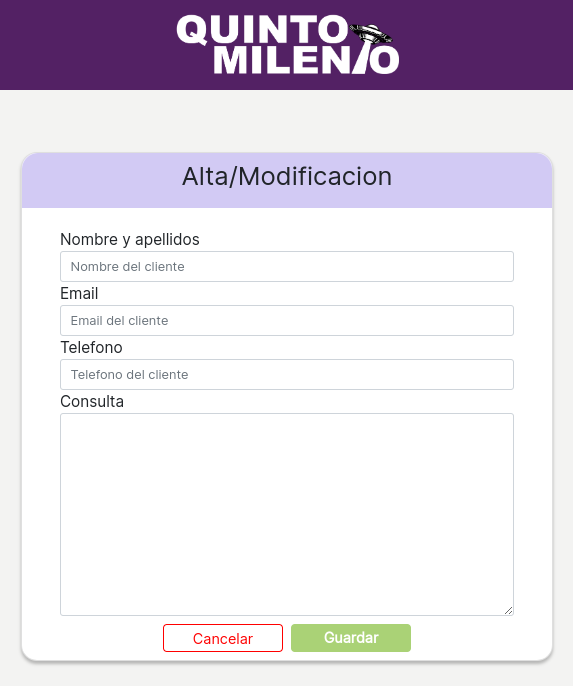 QUINTO
MILENIO
Alta/Modificacion
Nombre y apellidos
Nombre del cliente
Email
Email del cliente
Telefono
Telefono del cliente
Consulta
Cancelar
Guardar